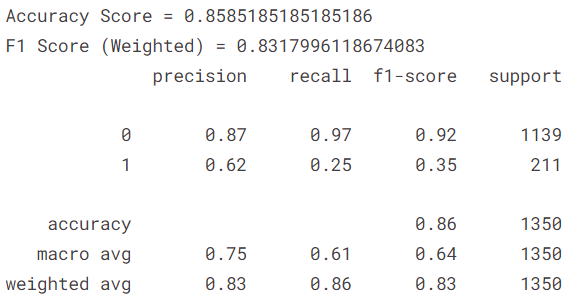 Accuracy Score = 0.8585185185185186
F1 Score (Weighted) = 0.8317996118674083
precision recall f1-score support
0 0.87 0.97 0.92 1139
1 0.62 0.25 0.35 211
accuracy 0.86 1350
macro avg 0.75 0.61 0.64 1350
weighted avg 0.83 0.86 0.83 1350